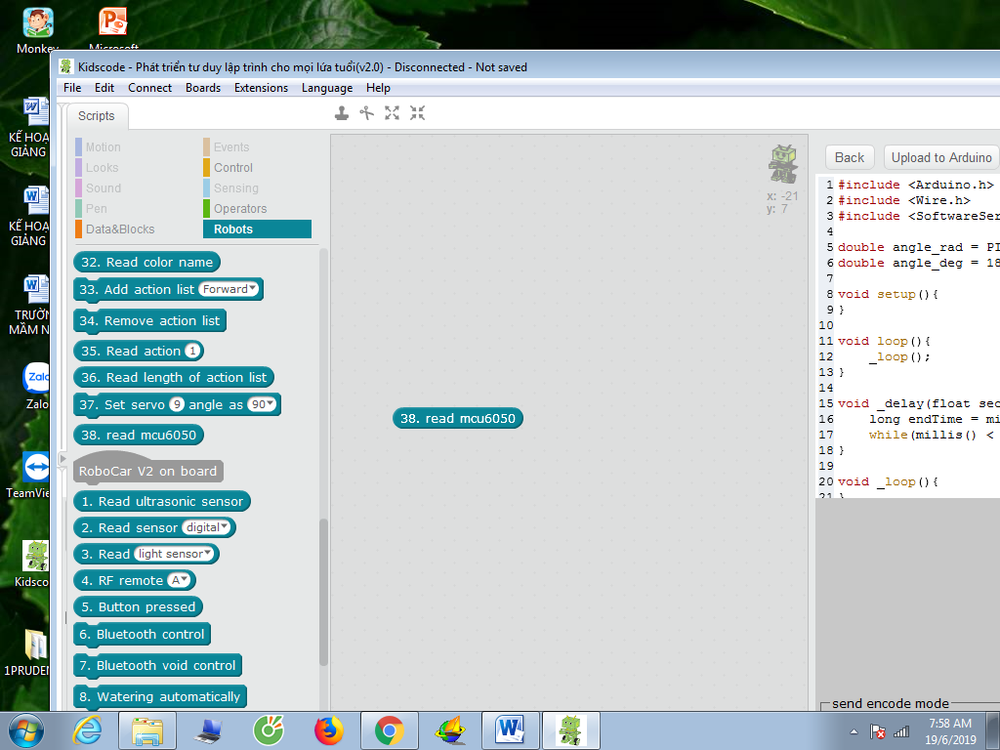 Monkey
Microsoft
KẾ HOẠ
GIẢNG
KẾ HOẠ
GIẢNG
TRƯỜN
MẦM N
Zalo
Zalo
TeamVie
Kidsco
1PRUDEN
Kidscode - Phát triển tư duy lập trình cho mọi lứa tuổi(v2.0) - Disconnected - Not saved
File Edit Connect Boards Extensions Language Help
Scripts
Motion Events
Looks Control
Sound Sensing
Pen Operators
Data&Blocks Robots
32. Read color name
33. Add action list Forward
34. Remove action list
35. Read action 1
36. Read length of action list
37. Set servo 9 angle as 90
38. read mcu6050
RoboCar V2 on board
1. Read ultrasonic sensor
2. Read sensor digital
3. Read light sensor
4. RF remote A
5. Button pressed
6. Bluetooth control
7. Bluetooth void control
8. Watering automatically
38. read mcu6050
x: -21
y: 7
Back Upload to Arduino
1 #include <Arduino.h>
2 #include <Wire.h>
3 #include <SoftwareSer
4
5 double angle_rad = PI
6 double angle_deg = 18
7
8 void setup(){
9 }
10
11 void loop(){
12 _loop();
13 }
14
15 void _delay(float sec
16 long endTime = mi
17 while(millis() <
18 }
19
20 void _loop(){
21 }
send encode mode
7:58 AM
19/6/2019